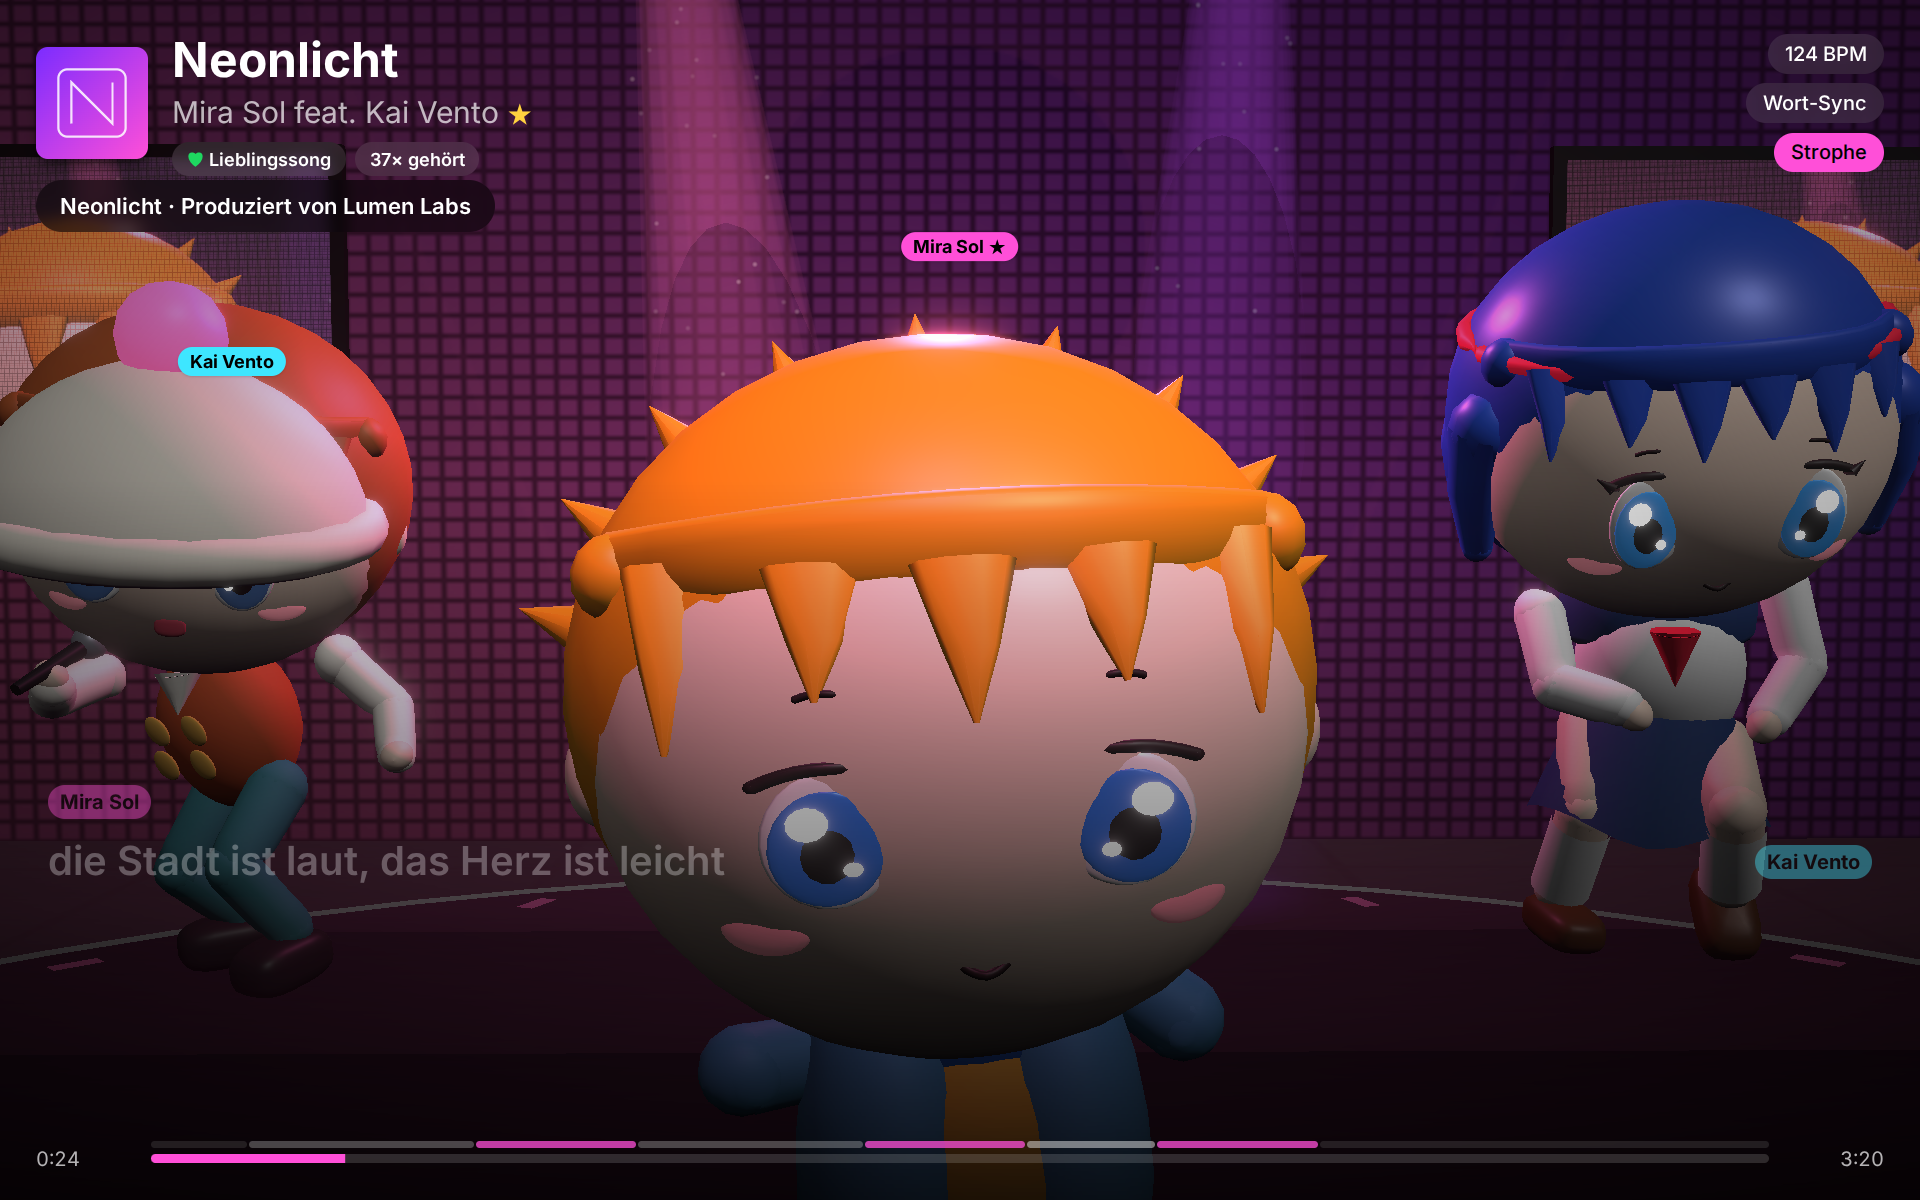 N
Neonlicht
Mira Sol feat. Kai Vento ★
Lieblingssong
37× gehört
Neonlicht · Produziert von Lumen Labs
124 BPM
Wort-Sync
Strophe
Mira Sol ★
Kai Vento
Mira Sol
die Stadt ist laut, das Herz ist leicht
Kai Vento
0:24
3:20